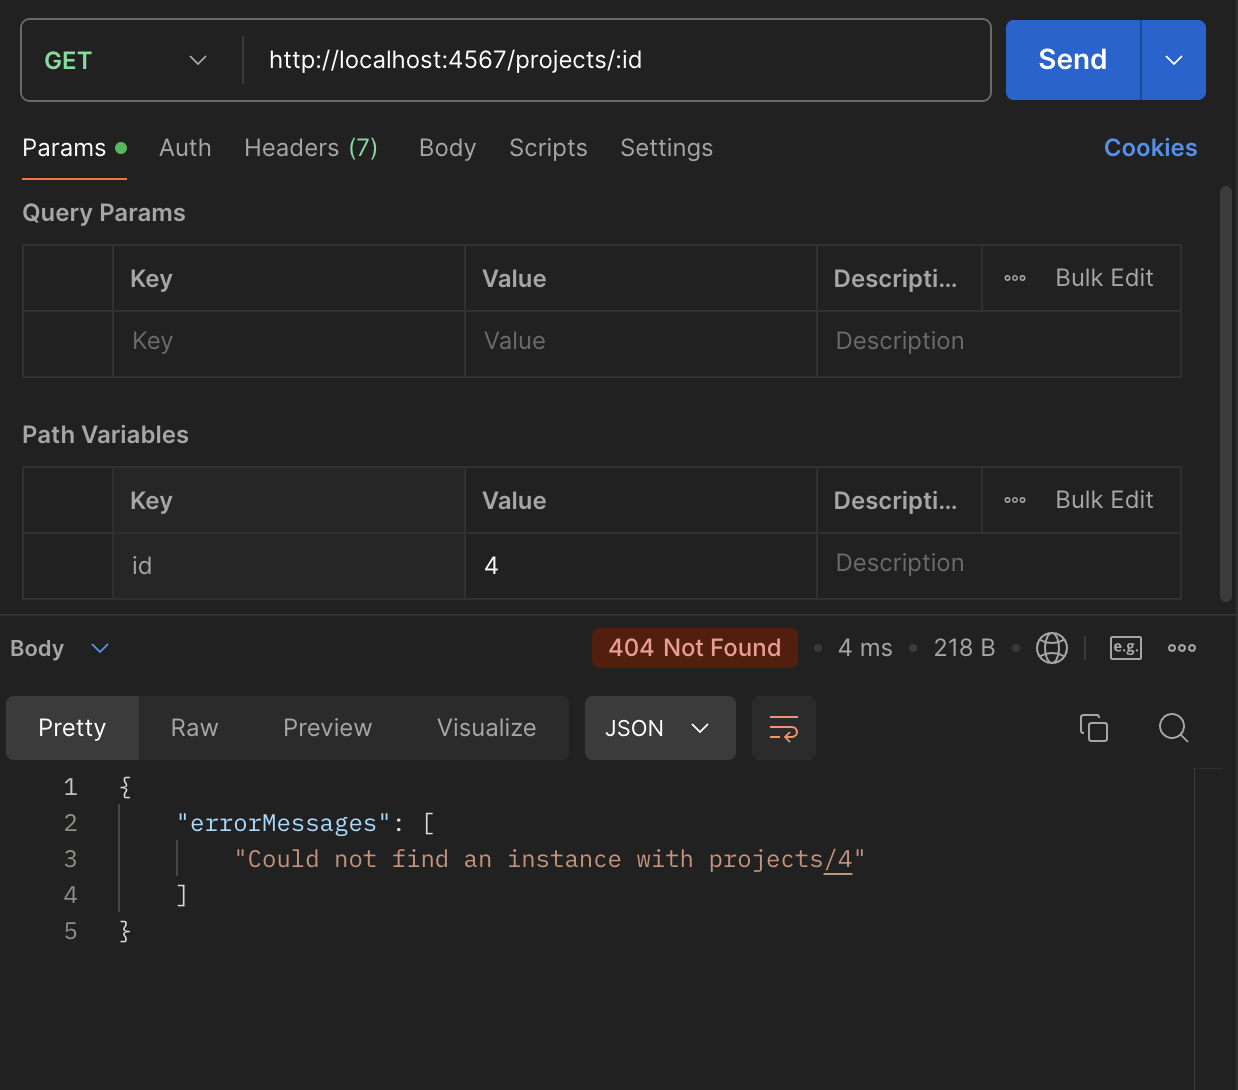 GET http://localhost:4567/projects/:id Send
Params Auth Headers (7) Body Scripts Settings Cookies
Query Params
Key Value Descripti... Bulk Edit
Key Value Description
Path Variables
Key Value Descripti... Bulk Edit
id 4 Description
Body 404 Not Found 4 ms 218 B e.g.
Pretty Raw Preview Visualize JSON
1 {
2 "errorMessages": [
3 "Could not find an instance with projects/4"
4 ]
5 }